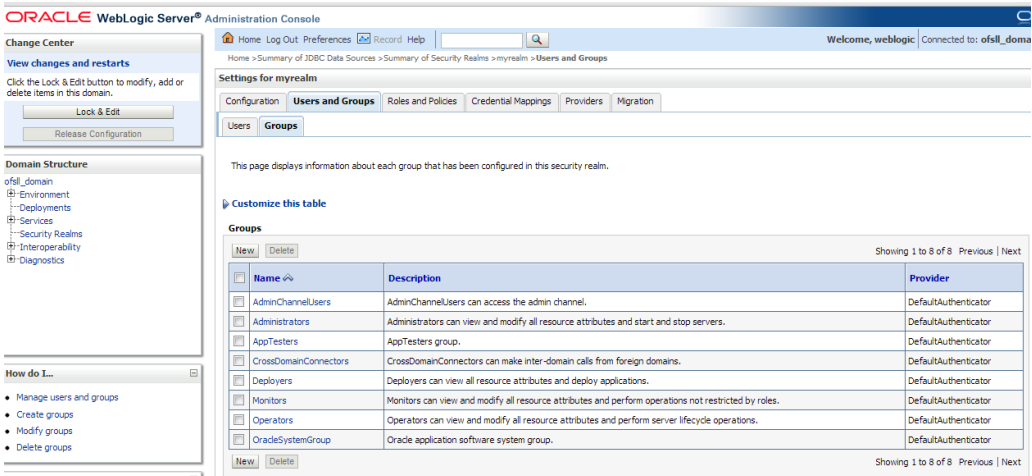 ORACLE WebLogic Server® Administration Console
Change Center
View changes and restarts
Click the Lock & Edit button to modify, add or
delete items in this domain.
Lock & Edit
Release Configuration
Domain Structure
ofsll_domain
Environment
Deployments
Services
Security Realms
Interoperability
Diagnostics
How do I...
Manage users and groups
Create groups
Modify groups
Delete groups
Home Log Out Preferences Record Help
Welcome, weblogic Connected to: ofsll_doma
Home >Summary of JDBC Data Sources >Summary of Security Realms >myrealm >Users and Groups
Settings for myrealm
Configuration Users and Groups Roles and Policies Credential Mappings Providers Migration
Users Groups
This page displays information about each group that has been configured in this security realm.
Customize this table
Groups
New Delete Showing 1 to 8 of 8 Previous | Next
Name Description Provider
AdminChannelUsers AdminChannelUsers can access the admin channel. DefaultAuthenticator
Administrators Administrators can view and modify all resource attributes and start and stop servers. DefaultAuthenticator
AppTesters AppTesters group. DefaultAuthenticator
CrossDomainConnectors CrossDomainConnectors can make inter-domain calls from foreign domains. DefaultAuthenticator
Deployers Deployers can view all resource attributes and deploy applications. DefaultAuthenticator
Monitors Monitors can view and modify all resource attributes and perform operations not restricted by roles. DefaultAuthenticator
Operators Operators can view and modify all resource attributes and perform server lifecycle operations. DefaultAuthenticator
OracleSystemGroup Oracle application software system group. DefaultAuthenticator
New Delete Showing 1 to 8 of 8 Previous | Next